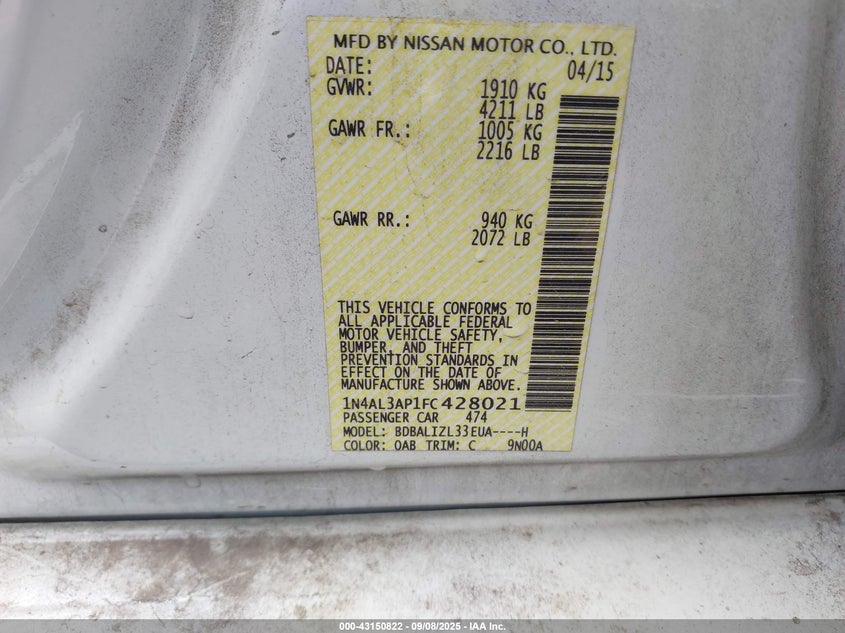 MFD BY NISSAN MOTOR CO., LTD.
DATE: 04/15
GVWR: 1910 KG
4211 LB
GAWR FR.: 1005 KG
2216 LB
GAWR RR.: 940 KG
2072 LB
THIS VEHICLE CONFORMS TO
ALL APPLICABLE FEDERAL
MOTOR VEHICLE SAFETY,
BUMPER, AND THEFT
PREVENTION STANDARDS IN
EFFECT ON THE DATE OF
MANUFACTURE SHOWN ABOVE.
1N4AL3AP1FC428021
PASSENGER CAR 474
MODEL: BDBALIZL33EUA----H
COLOR: QAB TRIM: C 9N00A
000-43150822 - 09/08/2025 - IAA Inc.